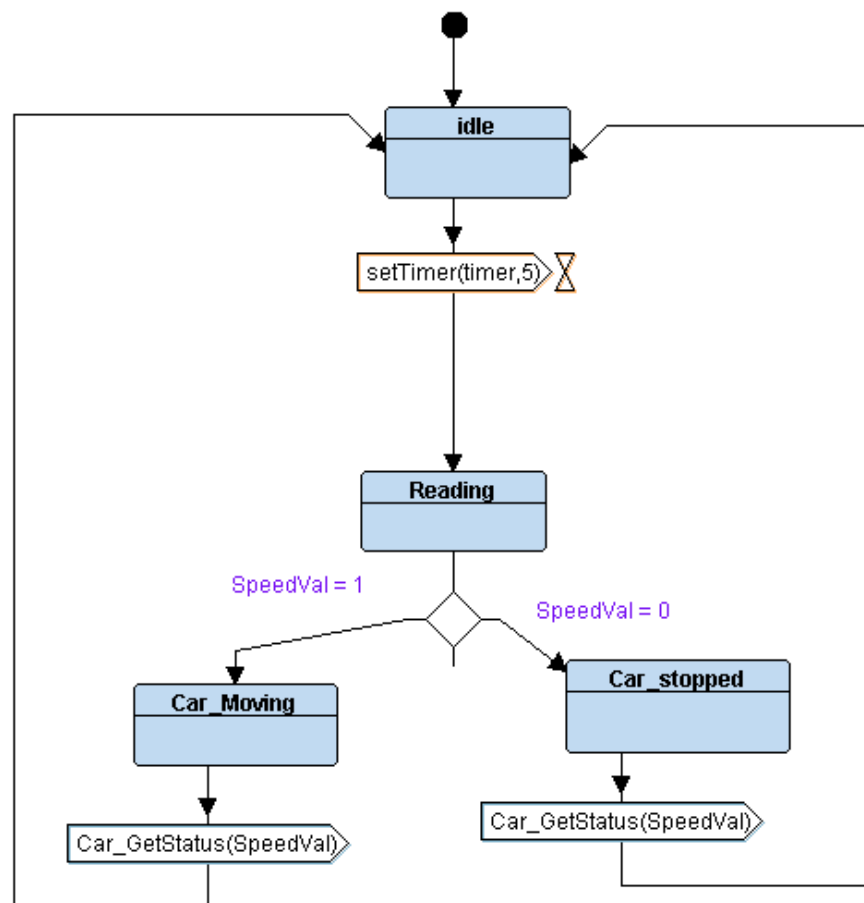 idle
setTimer(timer,5)
Reading
SpeedVal = 1
SpeedVal = 0
Car_Moving
Car_stopped
Car_GetStatus(SpeedVal)
Car_GetStatus(SpeedVal)